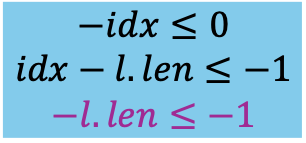 −idx ≤ 0
idx − l.len ≤ −1
−l.len ≤ −1